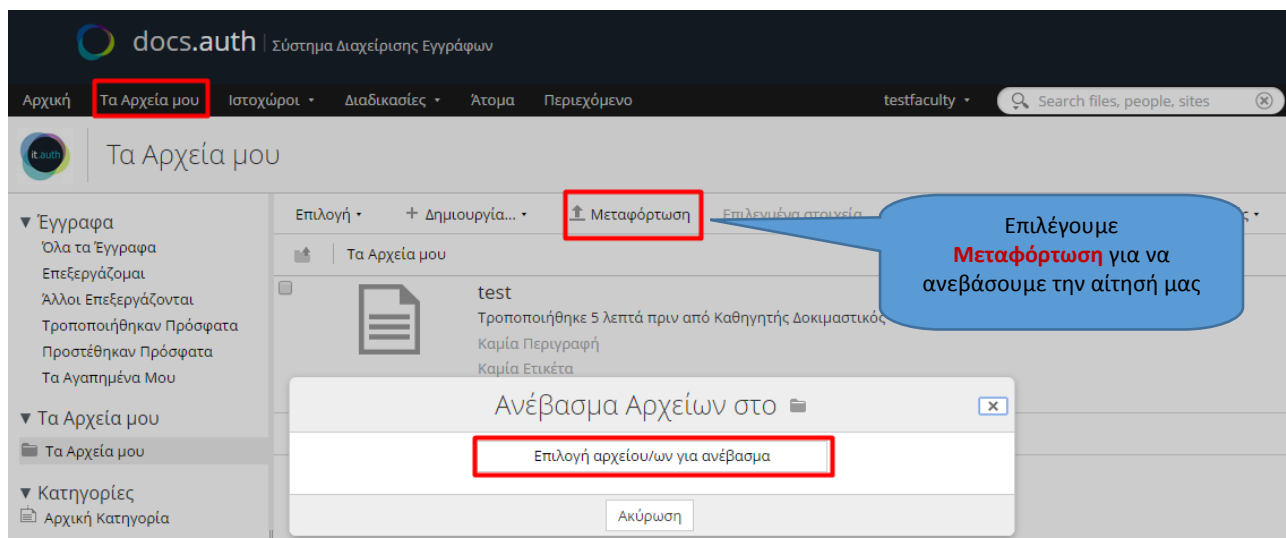 docs.auth | Σύστημα Διαχείρισης Εγγράφων
Αρχική Τα Αρχεία μου Ιστοχώροι Διαδικασίες Άτομα Περιεχόμενο testfaculty Search files, people, sites
it.auth Τα Αρχεία μου
Επιλογή + Δημιουργία... Μεταφόρτωση Επιλεγμένα στοιχεία
Επιλέγουμε
Μεταφόρτωση για να
ανεβάσουμε την αίτησή μας
Έγγραφα
Όλα τα Έγγραφα
Επεξεργάζομαι
Άλλοι Επεξεργάζονται
Τροποποιήθηκαν Πρόσφατα
Προστέθηκαν Πρόσφατα
Τα Αγαπημένα Μου
Τα Αρχεία μου
Τα Αρχεία μου
Κατηγορίες
Αρχική Κατηγορία
Τα Αρχεία μου
test
Τροποποιήθηκε 5 λεπτά πριν από Καθηγητής Δοκιμαστικός
Καμία Περιγραφή
Καμία Ετικέτα
Ανέβασμα Αρχείων στο
Επιλογή αρχείου/ων για ανέβασμα
Ακύρωση